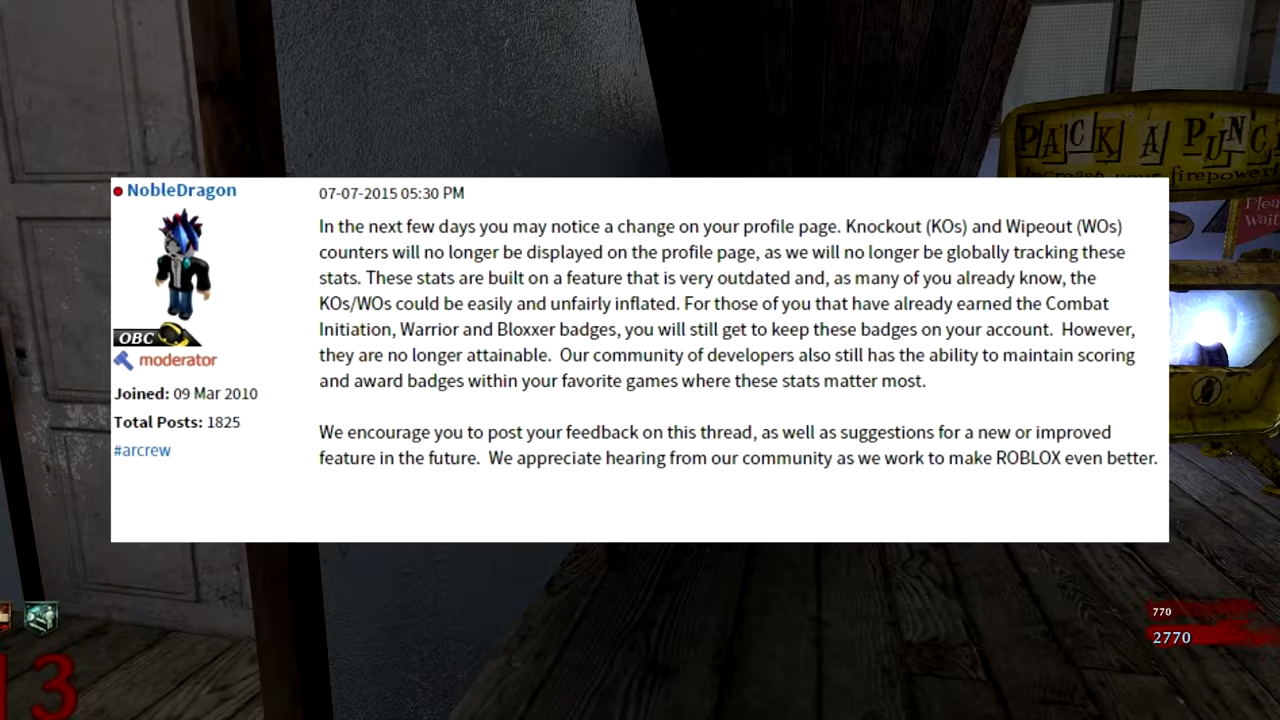 PACK A PUNC
firepower!
Plea
Wait
NobleDragon
07-07-2015 05:30 PM
In the next few days you may notice a change on your profile page. Knockout (KOs) and Wipeout (WOs)
counters will no longer be displayed on the profile page, as we will no longer be globally tracking these
stats. These stats are built on a feature that is very outdated and, as many of you already know, the
KOs/WOs could be easily and unfairly inflated. For those of you that have already earned the Combat
Initiation, Warrior and Bloxxer badges, you will still get to keep these badges on your account. However,
they are no longer attainable. Our community of developers also still has the ability to maintain scoring
and award badges within your favorite games where these stats matter most.
We encourage you to post your feedback on this thread, as well as suggestions for a new or improved
feature in the future. We appreciate hearing from our community as we work to make ROBLOX even better.
OBC
moderator
Joined: 09 Mar 2010
Total Posts: 1825
#arcrew
770
2770
13